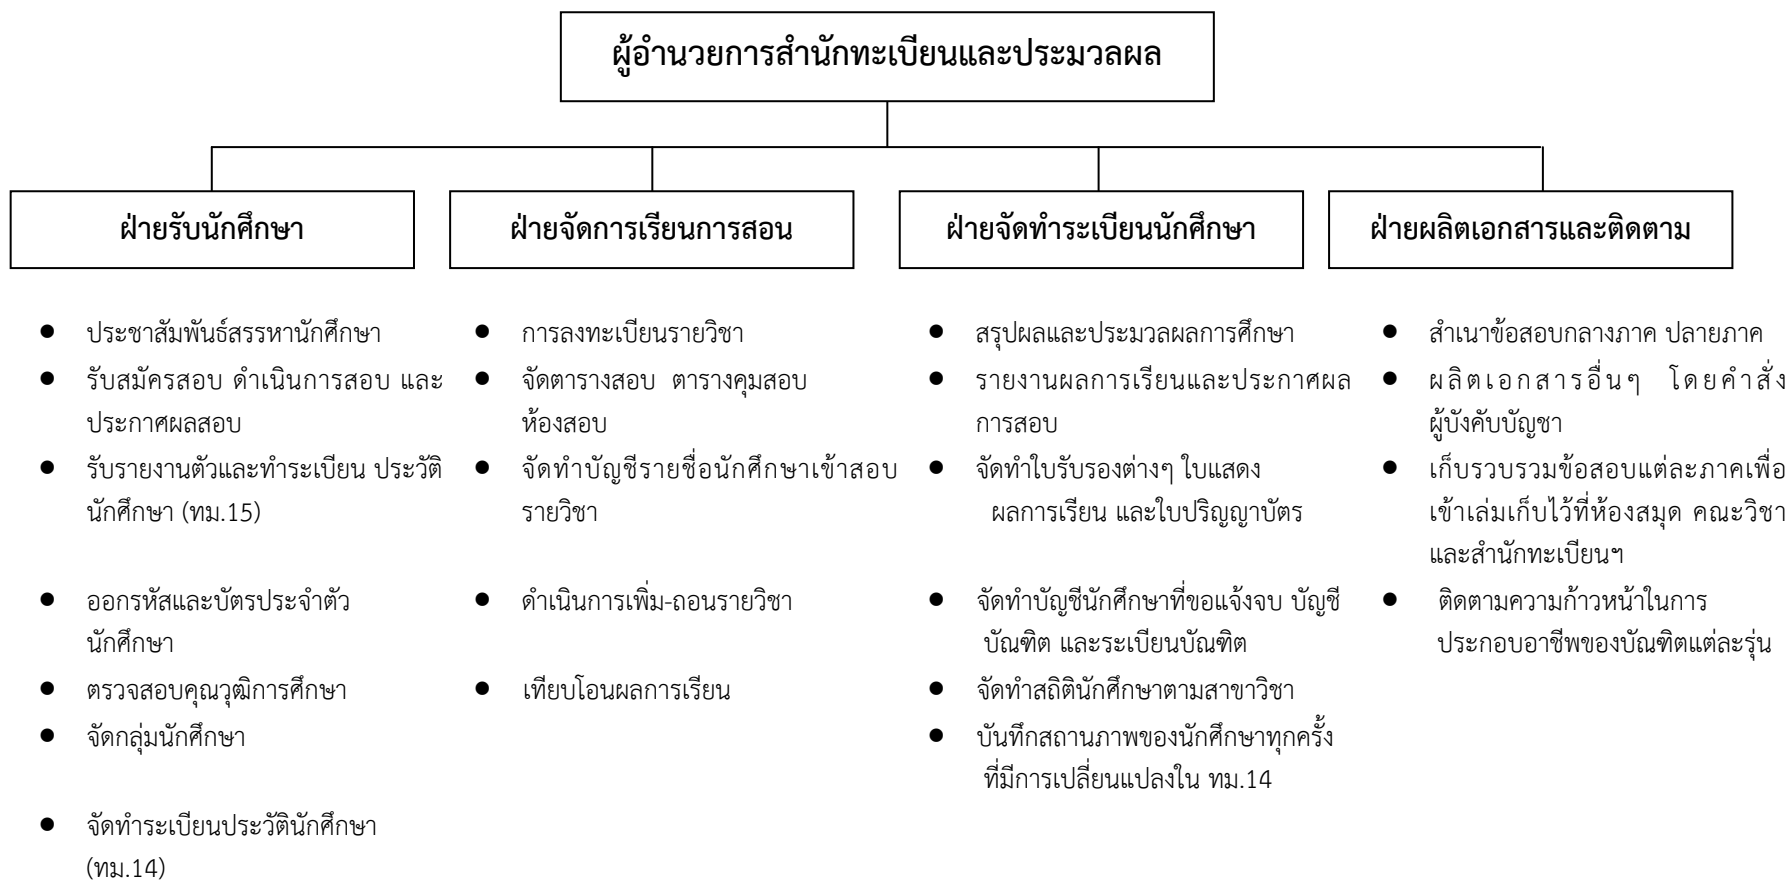 ผู้อำนวยการสำนักทะเบียนและประมวลผล
ฝ่ายรับนักศึกษา
● ประชาสัมพันธ์สรรหานักศึกษา
● รับสมัครสอบ ดำเนินการสอบ และ
ประกาศผลสอบ
● รับรายงานตัวและทำระเบียน ประวัติ
นักศึกษา (ทม.15)
● ออกรหัสและบัตรประจำตัว
นักศึกษา
● ตรวจสอบคุณวุฒิการศึกษา
● จัดกลุ่มนักศึกษา
● จัดทำระเบียนประวัตินักศึกษา
(ทม.14)
ฝ่ายจัดการเรียนการสอน
● การลงทะเบียนรายวิชา
● จัดตารางสอบ ตารางคุมสอบ
ห้องสอบ
● จัดทำบัญชีรายชื่อนักศึกษาเข้าสอบ
รายวิชา
● ดำเนินการเพิ่ม-ถอนรายวิชา
● เทียบโอนผลการเรียน
ฝ่ายจัดทำระเบียนนักศึกษา
● สรุปผลและประมวลผลการศึกษา
● รายงานผลการเรียนและประกาศผล
การสอบ
● จัดทำใบรับรองต่างๆ ใบแสดง
ผลการเรียน และใบปริญญาบัตร
● จัดทำบัญชีนักศึกษาที่ขอแจ้งจบ บัญชี
บัณฑิต และระเบียนบัณฑิต
● จัดทำสถิตินักศึกษาตามสาขาวิชา
● บันทึกสถานภาพของนักศึกษาทุกครั้ง
ที่มีการเปลี่ยนแปลงใน ทม.14
ฝ่ายผลิตเอกสารและติดตาม
● สำเนาข้อสอบกลางภาค ปลายภาค
● ผลิตเอกสารอื่นๆ โดยคำสั่ง
ผู้บังคับบัญชา
● เก็บรวบรวมข้อสอบแต่ละภาคเพื่อ
เข้าเล่มเก็บไว้ที่ห้องสมุด คณะวิชา
และสำนักทะเบียนฯ
● ติดตามความก้าวหน้าในการ
ประกอบอาชีพของบัณฑิตแต่ละรุ่น